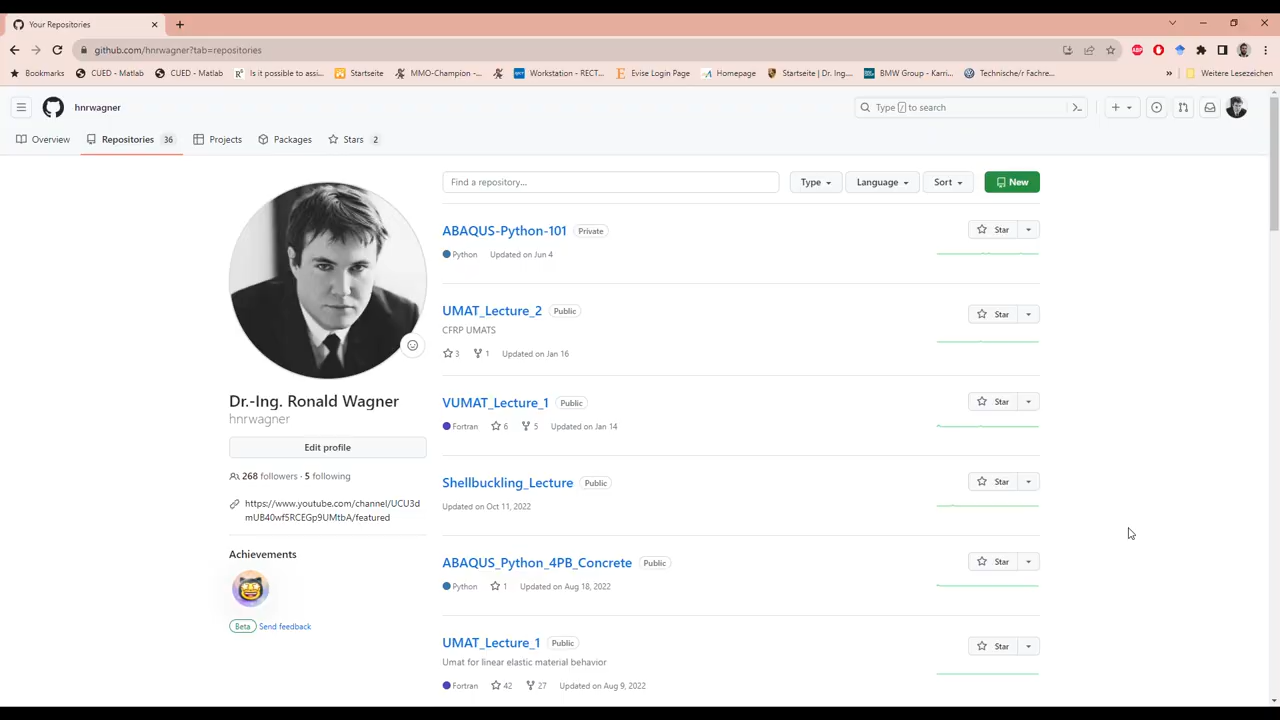 Your Repositories
github.com/hnrwagner?tab=repositories
Bookmarks CUED - Matlab CUED - Matlab Is it possible to assi... Startseite MMO-Champion -... Workstation - RECT... Evise Login Page Homepage Startseite | Dr. Ing.... BMW Group - Karri... Technische/r Fachre... » Weitere Lesezeichen
hnrwagner
Type / to search
Overview Repositories 36 Projects Packages Stars 2
Find a repository...
Type Language Sort New
ABAQUS-Python-101 Private
Star
Python Updated on Jun 4
UMAT_Lecture_2 Public
Star
CFRP UMATS
3 1 Updated on Jan 16
VUMAT_Lecture_1 Public
Star
Fortran 6 5 Updated on Jan 14
Shellbuckling_Lecture Public
Star
Updated on Oct 11, 2022
ABAQUS_Python_4PB_Concrete Public
Star
Python 1 Updated on Aug 18, 2022
UMAT_Lecture_1 Public
Star
Umat for linear elastic material behavior
Fortran 42 27 Updated on Aug 9, 2022
Dr.-Ing. Ronald Wagner
hnrwagner
Edit profile
268 followers · 5 following
https://www.youtube.com/channel/UCU3d
mUB40wf5RCEGp9UMtbA/featured
Achievements
Beta Send feedback